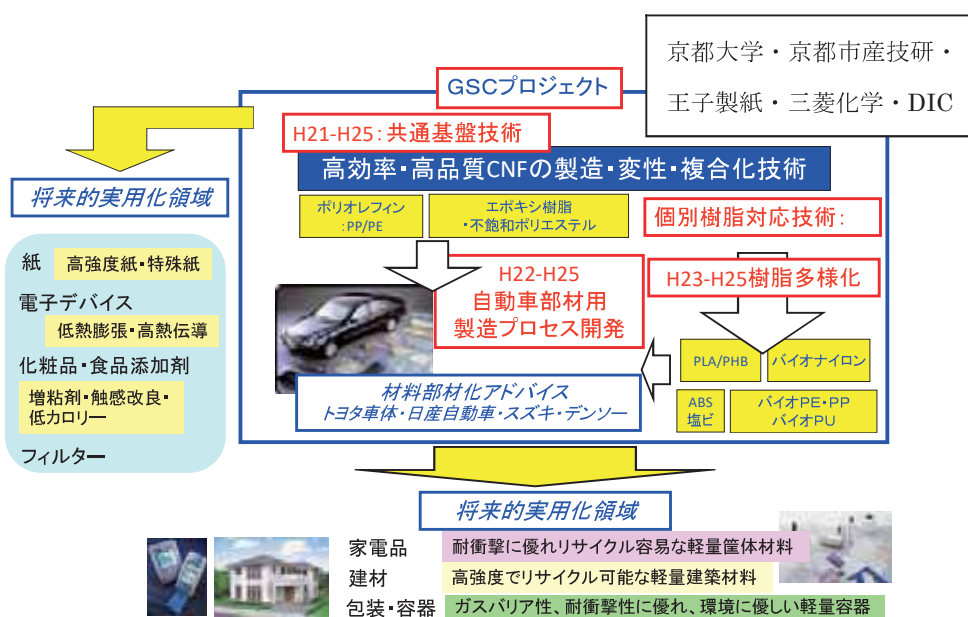 京都大学・京都市産技研・
王子製紙・三菱化学・DIC
GSCプロジェクト
H21-H25：共通基盤技術
高効率・高品質CNFの製造・変性・複合化技術
将来的実用化領域
ポリオレフィン
：PP/PE
エポキシ樹脂
・不飽和ポリエステル
個別樹脂対応技術：
紙
高強度紙・特殊紙
電子デバイス
低熱膨張・高熱伝導
化粧品・食品添加剤
増粘剤・触感改良・
低カロリー
フィルター
H22-H25
自動車部材用
製造プロセス開発
H23-H25樹脂多様化
PLA/PHB
バイオナイロン
ABS
塩ビ
バイオPE・PP
バイオPU
材料部材化アドバイス
トヨタ車体・日産自動車・スズキ・デンソー
将来的実用化領域
家電品
耐衝撃に優れリサイクル容易な軽量筐体材料
建材
高強度でリサイクル可能な軽量建築材料
包装・容器
ガスバリア性、耐衝撃性に優れ、環境に優しい軽量容器